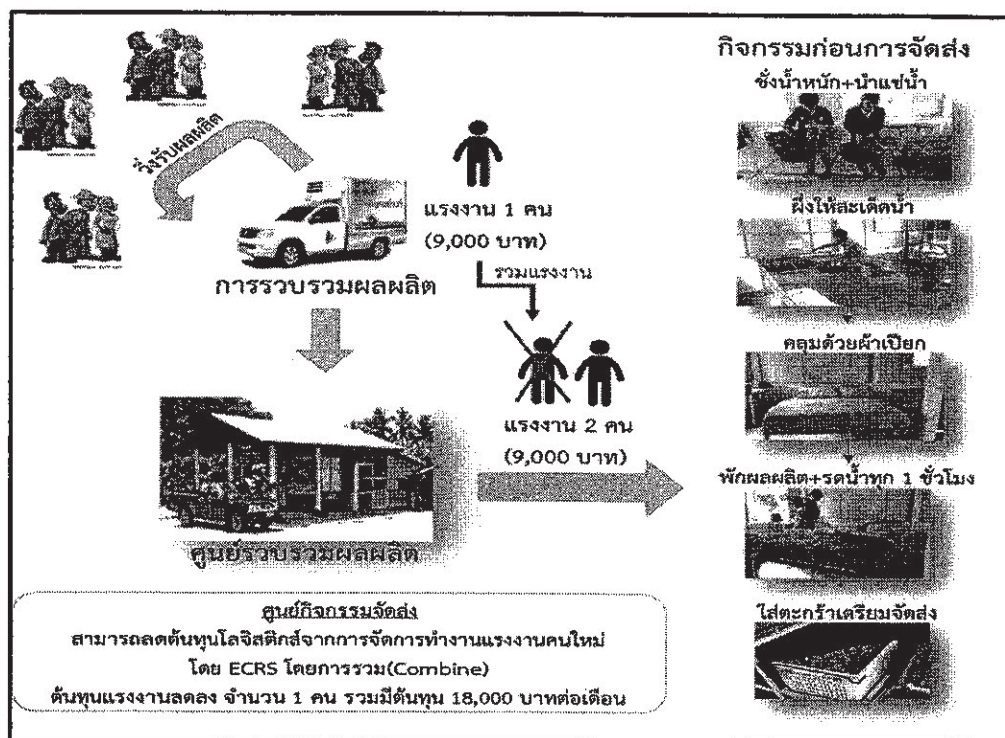 วิ่งรับผลผลิต
แรงงาน 1 คน
(9,000 บาท)
การรวบรวมผลผลิต
รวมแรงงาน
แรงงาน 2 คน
(9,000 บาท)
ศูนย์รวบรวมผลผลิต
กิจกรรมก่อนการจัดส่ง
ชั่งน้ำหนัก+นำแช่น้ำ
ผึ่งให้สะเด็ดน้ำ
คลุมด้วยผ้าเปียก
พักผลผลิต+รดน้ำทุก 1 ชั่วโมง
ใส่ตะกร้าเตรียมจัดส่ง
ศูนย์กิจกรรมจัดส่ง
สามารถลดต้นทุนโลจิสติกส์จากการจัดการทำงานแรงงานคนใหม่
โดย ECRS โดยการรวม(Combine)
ต้นทุนแรงงานลดลง จำนวน 1 คน รวมมีต้นทุน 18,000 บาทต่อเดือน